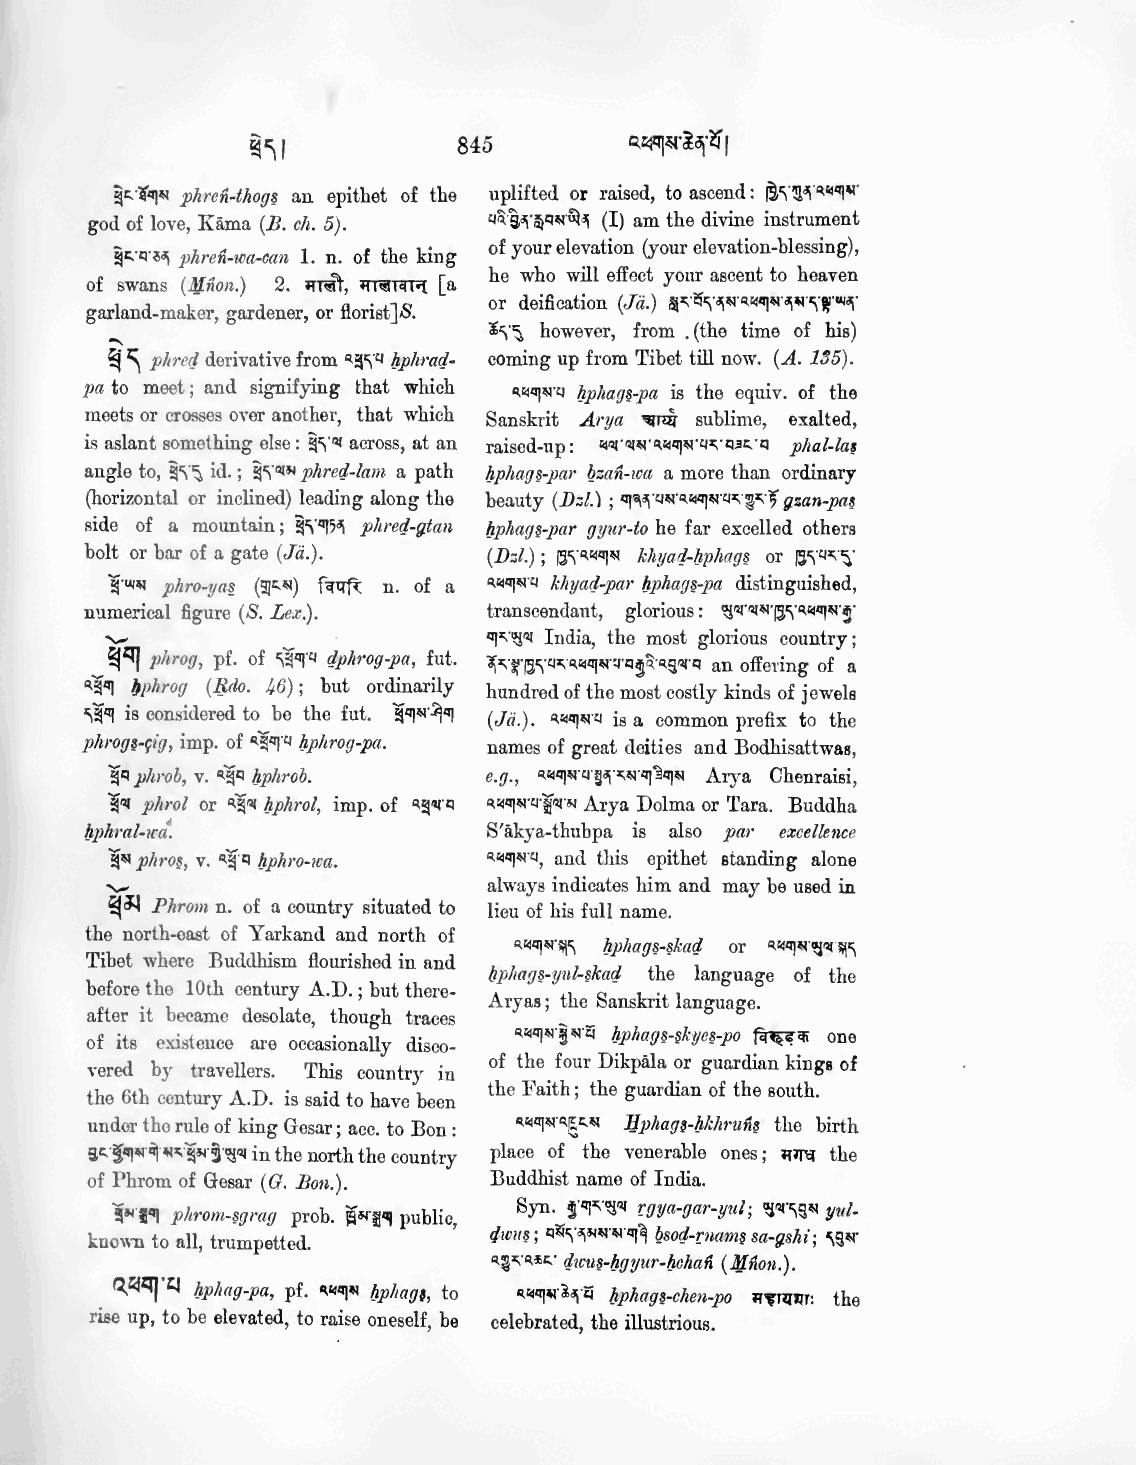 ཕྲེད། 845 འཕགས་ཆེན་པོ།
ཕྲེང་ཐོགས phreń-thogs an epithet of the
god of love, Kāma (B. ch. 5).
ཕྲེང་བ་ཅན phreń-wa-can 1. n. of the king
of swans (Mńon.) 2. माली, मालावान् [a
garland-maker, gardener, or florist]S.
ཕྲེད phred derivative from འཕྲད་པ hphrad-
pa to meet; and signifying that which
meets or crosses over another, that which
is aslant something else: ཕྲེད་ལ across, at an
angle to, ཕྲེད་དུ id.; ཕྲེད་ལམ phred-lam a path
(horizontal or inclined) leading along the
side of a mountain; ཕྲེད་གཏན phred-gtan
bolt or bar of a gate (Jä.).
ཕྲོ་ཡས phro-yas (གྲངས) विपरि n. of a
numerical figure (S. Lex.).
ཕྲོག phrog, pf. of དཕྲོག་པ dphrog-pa, fut.
འཕྲོག hphrog (Rdo. 46); but ordinarily
དཕྲོག is considered to be the fut. ཕྲོགས་ཤིག
phrogs-çig, imp. of འཕྲོག་པ hphrog-pa.
ཕྲོབ phrob, v. འཕྲོབ hphrob.
ཕྲོལ phrol or འཕྲོལ hphrol, imp. of འཕྲལ་བ
hphral-wa.
ཕྲོས phros, v. འཕྲོ་བ hphro-wa.
ཕྲོམ Phrom n. of a country situated to
the north-east of Yarkand and north of
Tibet where Buddhism flourished in and
before the 10th century A.D.; but there-
after it became desolate, though traces
of its existence are occasionally disco-
vered by travellers. This country in
the 6th century A.D. is said to have been
under the rule of king Gesar; acc. to Bon:
བྱང་ཕྱོགས་གེ་སར་ཕྲོམ་གྱི་ཡུལ in the north the country
of Phrom of Gesar (G. Bon.).
ཕྲོམ་སྒྲག phrom-sgrag prob. ཁྲོམ་སྒྲག public,
known to all, trumpetted.
འཕག་པ hphag-pa, pf. འཕགས hphags, to
rise up, to be elevated, to raise oneself, be
uplifted or raised, to ascend: ཁྱེད་ཀུན་འཕགས་
པའི་བྱིན་རླབས་ཡིན (I) am the divine instrument
of your elevation (your elevation-blessing),
he who will effect your ascent to heaven
or deification (Jä.) སླར་བོད་ནས་འཕགས་ནས་ད་ལྟ་ཡན་
ཆོད་དུ however, from (the time of his)
coming up from Tibet till now. (A. 135).
འཕགས་པ hphags-pa is the equiv. of the
Sanskrit Arya आर्य्य sublime, exalted,
raised-up: ཕལ་ལས་འཕགས་པར་བཟང་བ phal-las
hphags-par bzań-wa a more than ordinary
beauty (Dzl.); གཞན་པས་འཕགས་པར་གྱུར་ཏོ gzan-pas
hphags-par gyur-to he far excelled others
(Dzl.); ཁྱད་འཕགས khyad-hphags or ཁྱད་པར་དུ་
འཕགས་པ khyad-par hphags-pa distinguished,
transcendant, glorious: ཡུལ་ལས་ཁྱད་འཕགས་རྒྱ་
གར་ཡུལ India, the most glorious country;
ནོར་ལྔ་ཁྱད་པར་འཕགས་པ་བརྒྱའི་འབུལ་བ an offering of a
hundred of the most costly kinds of jewels
(Jä.). འཕགས་པ is a common prefix to the
names of great deities and Bodhisattwas,
e.g., འཕགས་པ་སྤྱན་རས་གཟིགས Arya Chenraisi,
འཕགས་པ་སྒྲོལ་མ Arya Dolma or Tara. Buddha
S'ākya-thubpa is also par excellence
འཕགས་པ, and this epithet standing alone
always indicates him and may be used in
lieu of his full name.
འཕགས་སྐད hphags-skad or འཕགས་ཡུལ་སྐད
hphags-yul-skad the language of the
Aryas; the Sanskrit language.
འཕགས་སྐྱེས་པོ hphags-skyes-po विरूढक one
of the four Dikpāla or guardian kings of
the Faith; the guardian of the south.
འཕགས་འཁྲུངས Hphags-hkhruńs the birth
place of the venerable ones; मगध the
Buddhist name of India.
Syn. རྒྱ་གར་ཡུལ rgya-gar-yul; ཡུལ་དབུས yul-
dwus; བསོད་ནམས་ས་གཞི bsod-rnams sa-gshi; དབུས་
འགྱུར་འཆང་ dwus-hgyur-hchań (Mńon.).
འཕགས་ཆེན་པོ hphags-chen-po महार्य्याः the
celebrated, the illustrious.